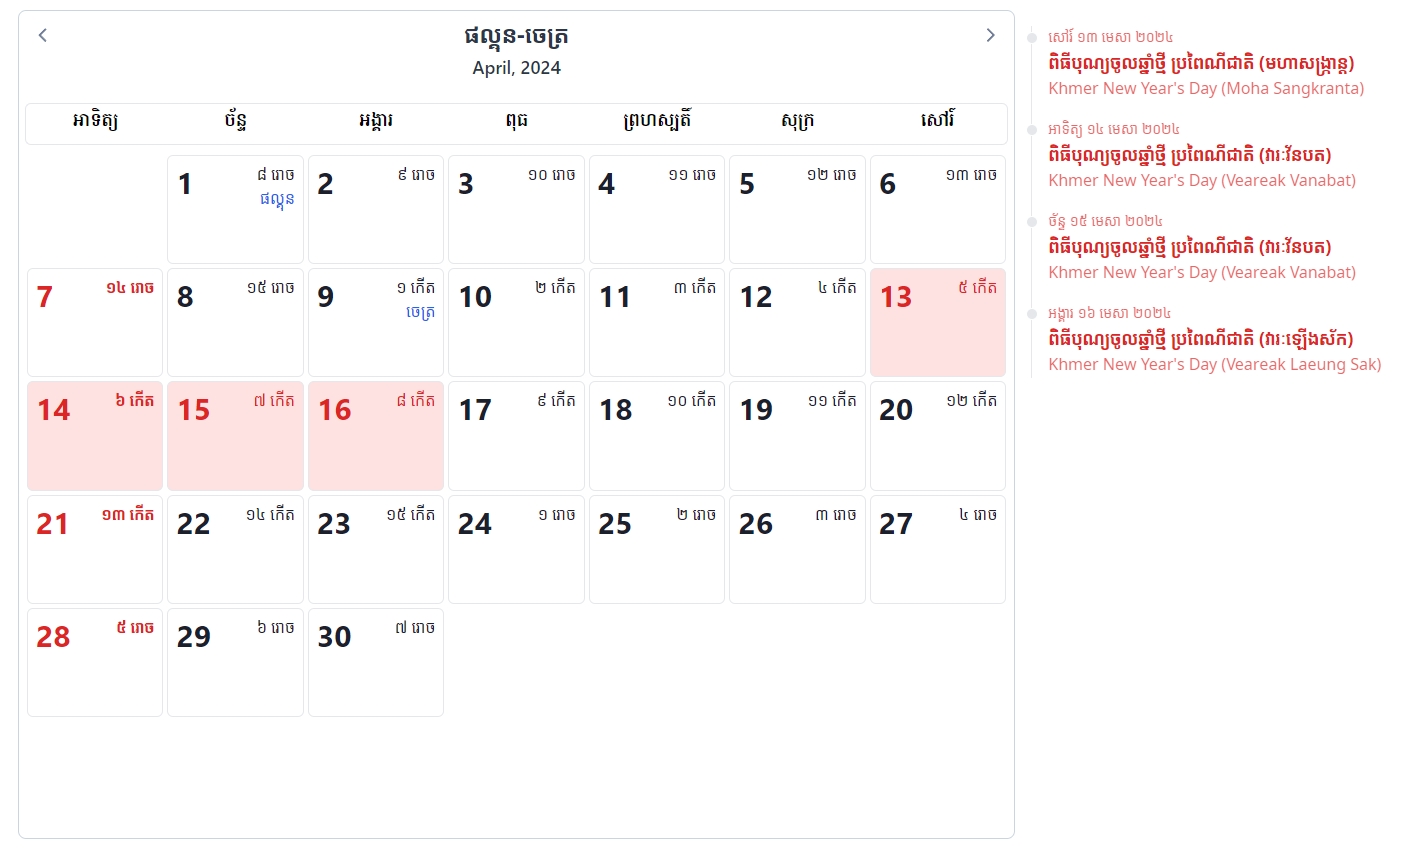 ផល្គុន-ចេត្រ
April, 2024
អាទិត្យ ច័ន្ទ អង្គារ ពុធ ព្រហស្បតិ៍ សុក្រ សៅរ៍
1 ៨ រោច 2 ៩ រោច 3 ១០ រោច 4 ១១ រោច 5 ១២ រោច 6 ១៣ រោច
ផល្គុន
7 ១៤ រោច 8 ១៥ រោច 9 ១ កើត 10 ២ កើត 11 ៣ កើត 12 ៤ កើត 13 ៥ កើត
ចេត្រ
14 ៦ កើត 15 ៧ កើត 16 ៨ កើត 17 ៩ កើត 18 ១០ កើត 19 ១១ កើត 20 ១២ កើត
21 ១៣ កើត 22 ១៤ កើត 23 ១៥ កើត 24 ១ រោច 25 ២ រោច 26 ៣ រោច 27 ៤ រោច
28 ៥ រោច 29 ៦ រោច 30 ៧ រោច
សៅរ៍ ១៣ មេសា ២០២៤
ពិធីបុណ្យចូលឆ្នាំថ្មី ប្រពៃណីជាតិ (មហាសង្រ្កាន្ត)
Khmer New Year's Day (Moha Sangkranta)
អាទិត្យ ១៤ មេសា ២០២៤
ពិធីបុណ្យចូលឆ្នាំថ្មី ប្រពៃណីជាតិ (វារៈវ័នបត)
Khmer New Year's Day (Veareak Vanabat)
ច័ន្ទ ១៥ មេសា ២០២៤
ពិធីបុណ្យចូលឆ្នាំថ្មី ប្រពៃណីជាតិ (វារៈវ័នបត)
Khmer New Year's Day (Veareak Vanabat)
អង្គារ ១៦ មេសា ២០២៤
ពិធីបុណ្យចូលឆ្នាំថ្មី ប្រពៃណីជាតិ (វារៈឡើងស័ក)
Khmer New Year's Day (Veareak Laeung Sak)